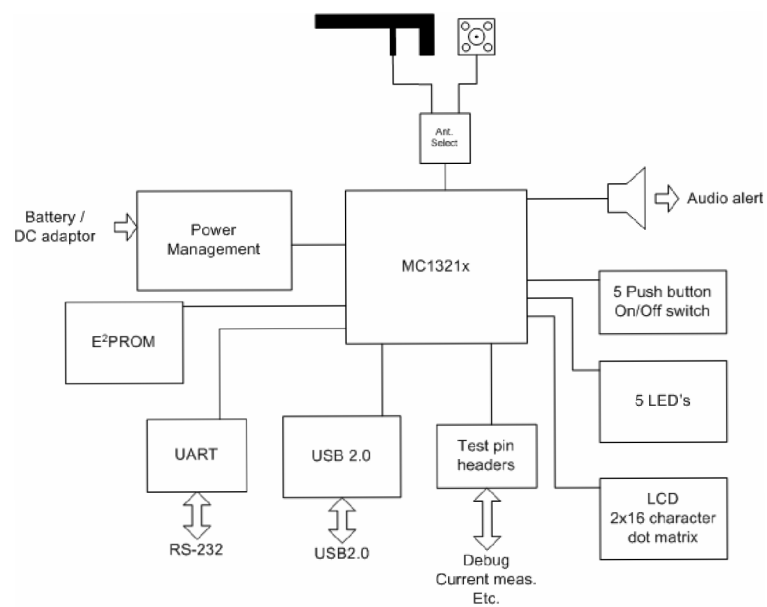 Ant.
Select
Battery /
DC adaptor
Power
Management
MC1321x
Audio alert
5 Push button
On/Off switch
E²PROM
5 LED's
UART
USB 2.0
Test pin
headers
LCD
2x16 character
dot matrix
RS-232
USB2.0
Debug
Current meas.
Etc.